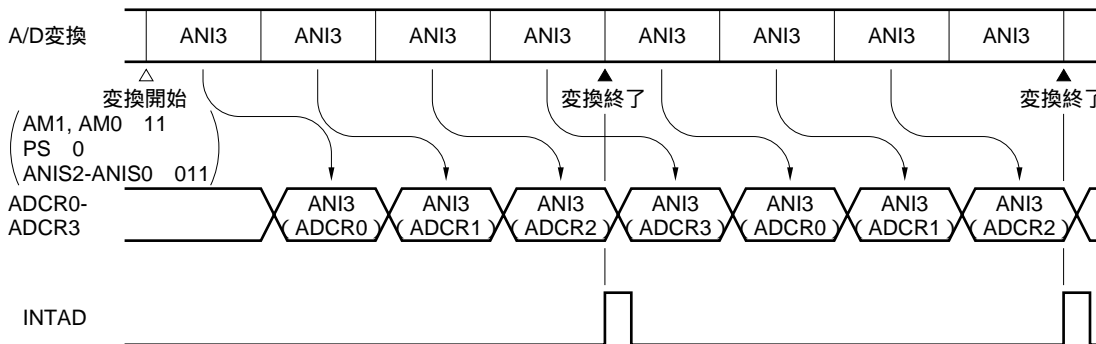 A/D変換 ANI3 ANI3 ANI3 ANI3 ANI3 ANI3 ANI3 ANI3
変換開始 変換終了 変換終了
AM1, AM0 11
PS 0
ANIS2-ANIS0 011
ADCR0-
ADCR3
ANI3 ANI3 ANI3 ANI3 ANI3 ANI3 ANI3
(ADCR0) (ADCR1) (ADCR2) (ADCR3) (ADCR0) (ADCR1) (ADCR2)
INTAD